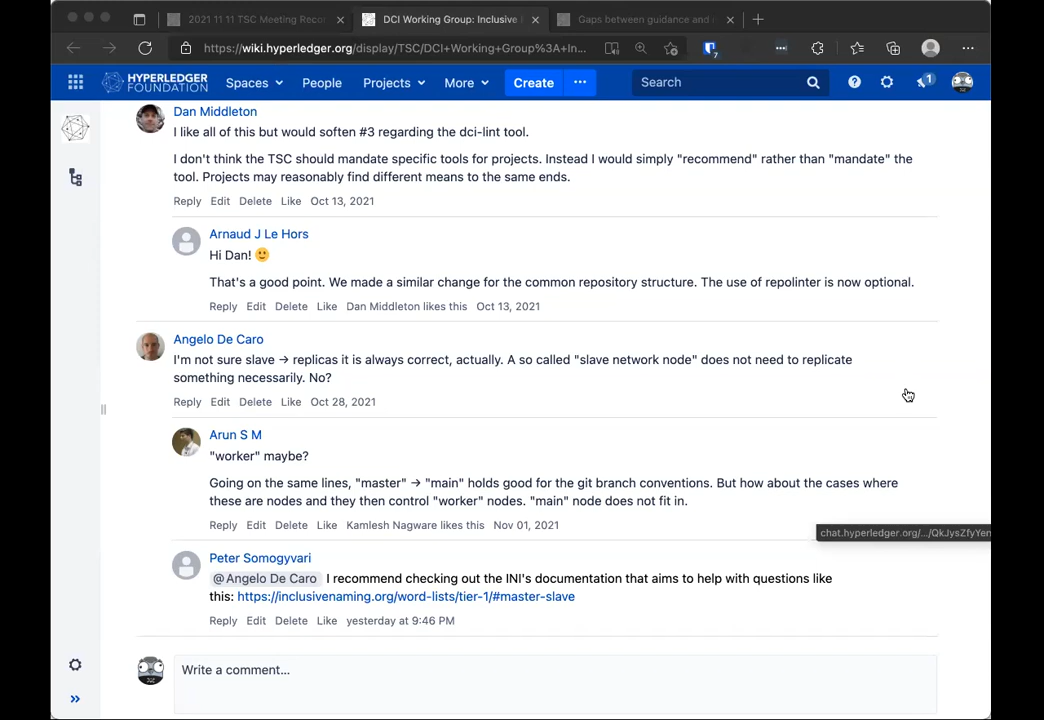 2021 11 11 TSC Meeting Recor
DCI Working Group: Inclusive
Gaps between guidance and
https://wiki.hyperledger.org/display/TSC/DCI+Working+Group%3A+In...
7
HYPERLEDGER
FOUNDATION
Spaces
People
Projects
More
Create
Search
1
Dan Middleton
I like all of this but would soften #3 regarding the dci-lint tool.
I don't think the TSC should mandate specific tools for projects. Instead I would simply "recommend" rather than "mandate" the
tool. Projects may reasonably find different means to the same ends.
Reply Edit Delete Like Oct 13, 2021
Arnaud J Le Hors
Hi Dan! 🙂
That's a good point. We made a similar change for the common repository structure. The use of repolinter is now optional.
Reply Edit Delete Like Dan Middleton likes this Oct 13, 2021
Angelo De Caro
I'm not sure slave → replicas it is always correct, actually. A so called "slave network node" does not need to replicate
something necessarily. No?
Reply Edit Delete Like Oct 28, 2021
Arun S M
"worker" maybe?
Going on the same lines, "master" → "main" holds good for the git branch conventions. But how about the cases where
these are nodes and they then control "worker" nodes. "main" node does not fit in.
Reply Edit Delete Like Kamlesh Nagware likes this Nov 01, 2021
chat.hyperledger.org/.../QkJysZfyYen
Peter Somogyvari
@Angelo De Caro I recommend checking out the INI's documentation that aims to help with questions like
this: https://inclusivenaming.org/word-lists/tier-1/#master-slave
Reply Edit Delete Like yesterday at 9:46 PM
Write a comment...